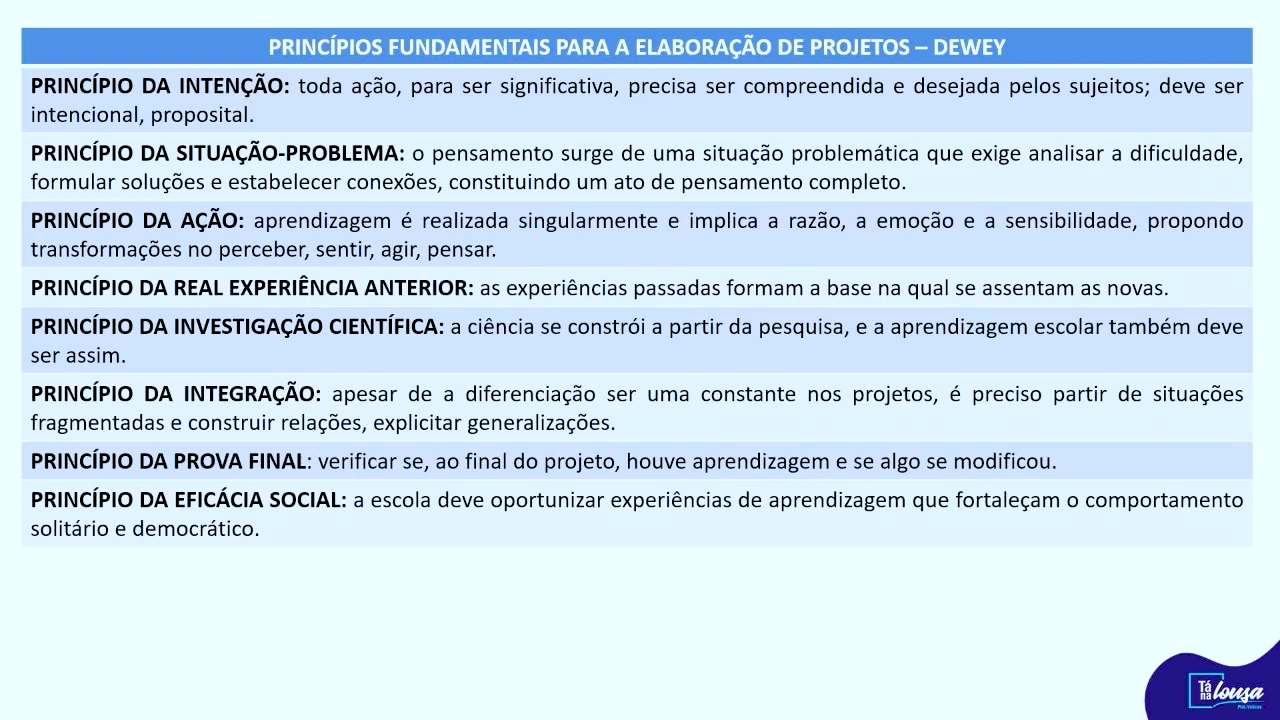 PRINCÍPIOS FUNDAMENTAIS PARA A ELABORAÇÃO DE PROJETOS – DEWEY
PRINCÍPIO DA INTENÇÃO: toda ação, para ser significativa, precisa ser compreendida e desejada pelos sujeitos; deve ser
intencional, proposital.
PRINCÍPIO DA SITUAÇÃO-PROBLEMA: o pensamento surge de uma situação problemática que exige analisar a dificuldade,
formular soluções e estabelecer conexões, constituindo um ato de pensamento completo.
PRINCÍPIO DA AÇÃO: aprendizagem é realizada singularmente e implica a razão, a emoção e a sensibilidade, propondo
transformações no perceber, sentir, agir, pensar.
PRINCÍPIO DA REAL EXPERIÊNCIA ANTERIOR: as experiências passadas formam a base na qual se assentam as novas.
PRINCÍPIO DA INVESTIGAÇÃO CIENTÍFICA: a ciência se constrói a partir da pesquisa, e a aprendizagem escolar também deve
ser assim.
PRINCÍPIO DA INTEGRAÇÃO: apesar de a diferenciação ser uma constante nos projetos, é preciso partir de situações
fragmentadas e construir relações, explicitar generalizações.
PRINCÍPIO DA PROVA FINAL: verificar se, ao final do projeto, houve aprendizagem e se algo se modificou.
PRINCÍPIO DA EFICÁCIA SOCIAL: a escola deve oportunizar experiências de aprendizagem que fortaleçam o comportamento
solitário e democrático.
Tá na lousa
Prof.